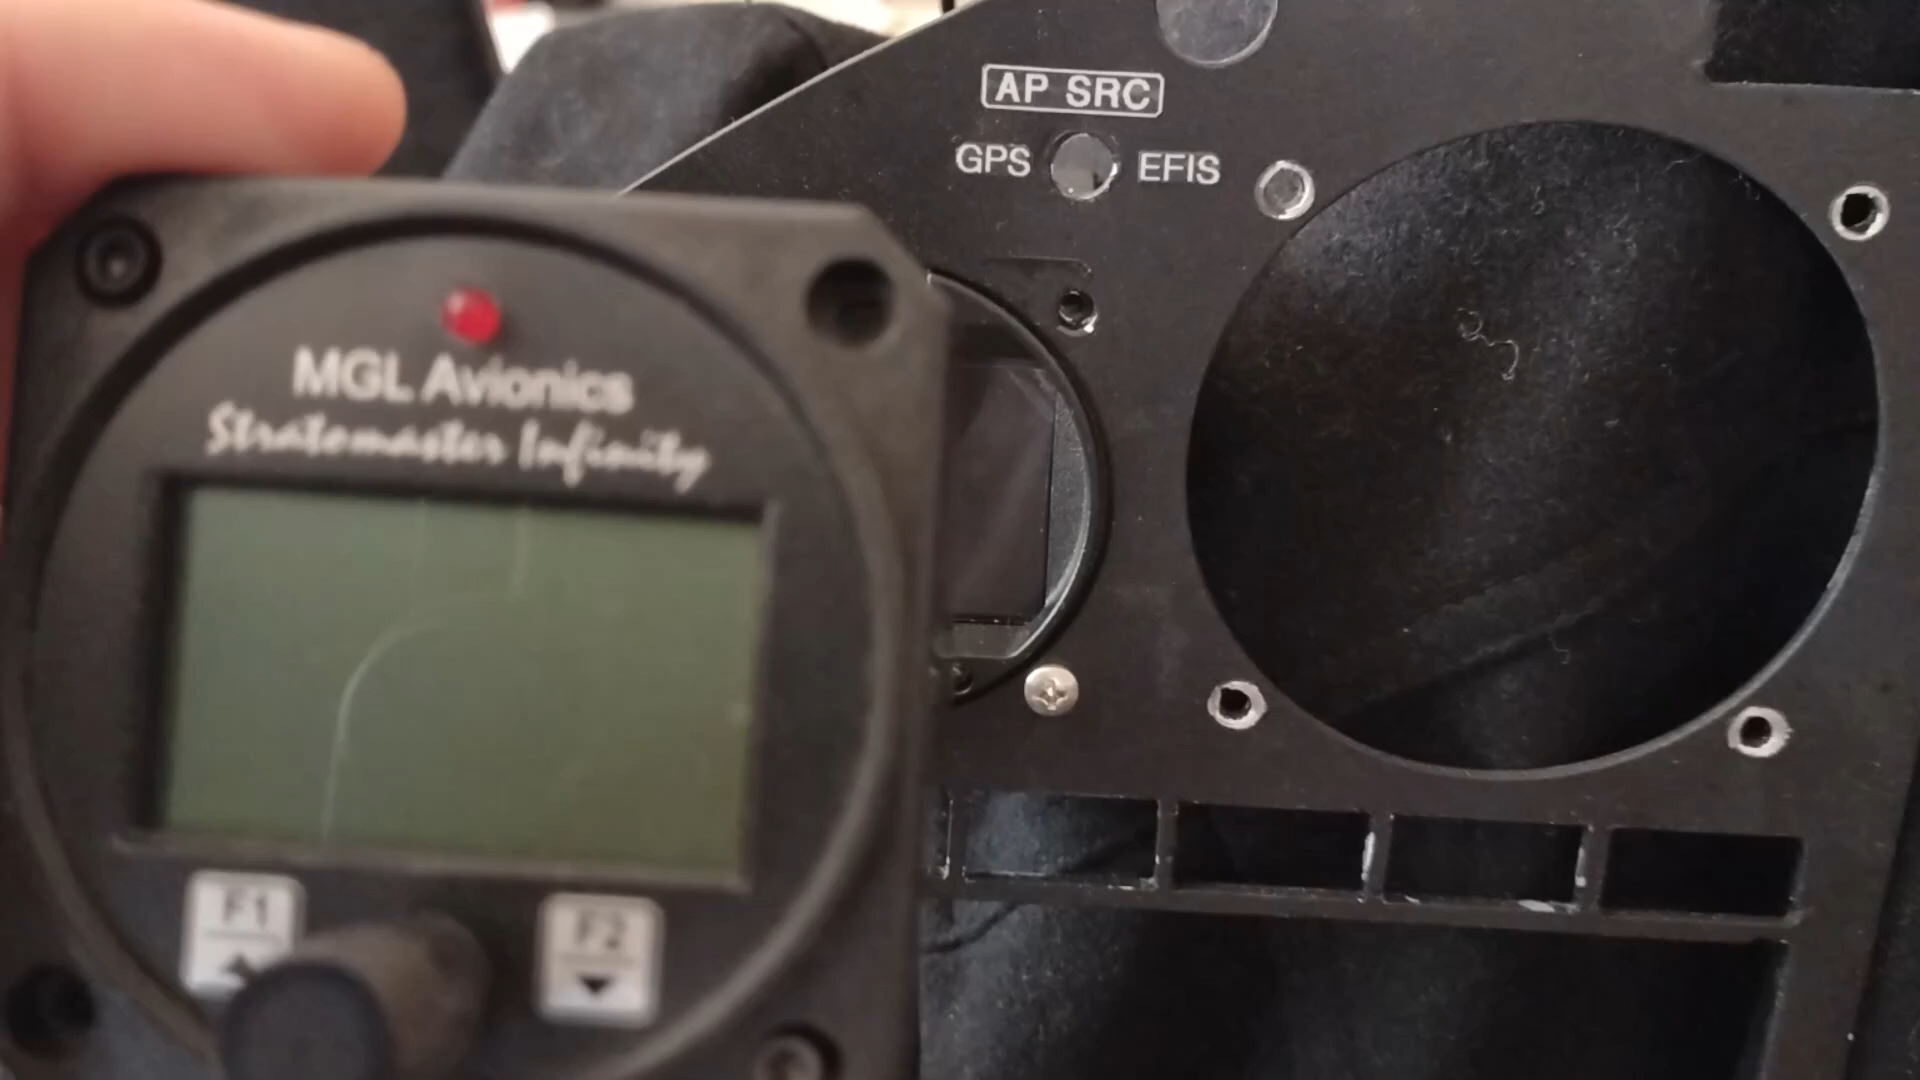 AP SRC
GPS EFIS
MGL Avionics
Stratomaster Infinity
F1
F2